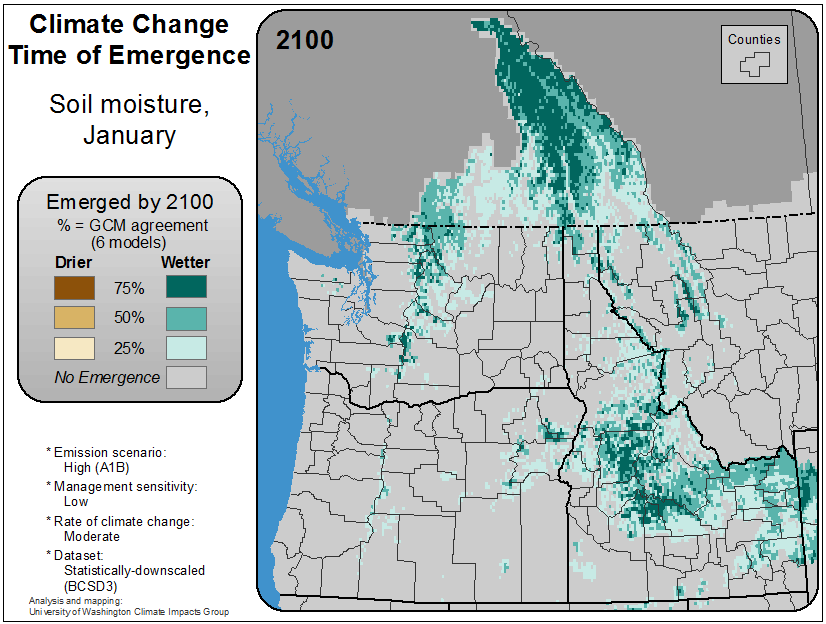 Climate Change
Time of Emergence
Soil moisture,
January
Emerged by 2100
% = GCM agreement
(6 models)
Drier Wetter
75%
50%
25%
No Emergence
* Emission scenario:
High (A1B)
* Management sensitivity:
Low
* Rate of climate change:
Moderate
* Dataset:
Statistically-downscaled
(BCSD3)
Analysis and mapping:
University of Washington Climate Impacts Group
2100
Counties